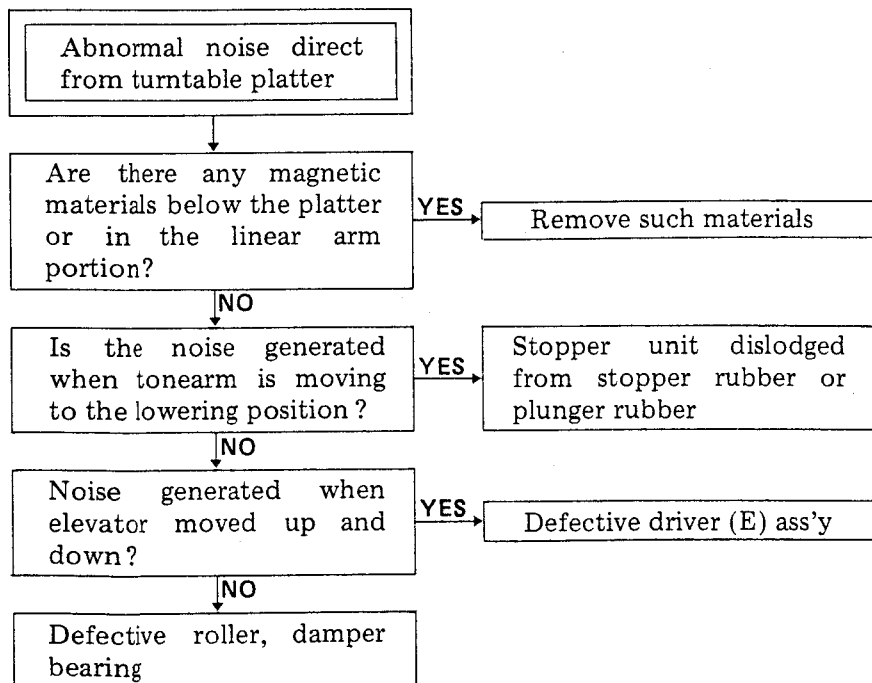 Abnormal noise direct
from turntable platter
Are there any magnetic
materials below the platter
or in the linear arm
portion?
YES
Remove such materials
NO
Is the noise generated
when tonearm is moving
to the lowering position ?
YES
Stopper unit dislodged
from stopper rubber or
plunger rubber
NO
Noise generated when
elevator moved up and
down?
YES
Defective driver (E) ass'y
NO
Defective roller, damper
bearing